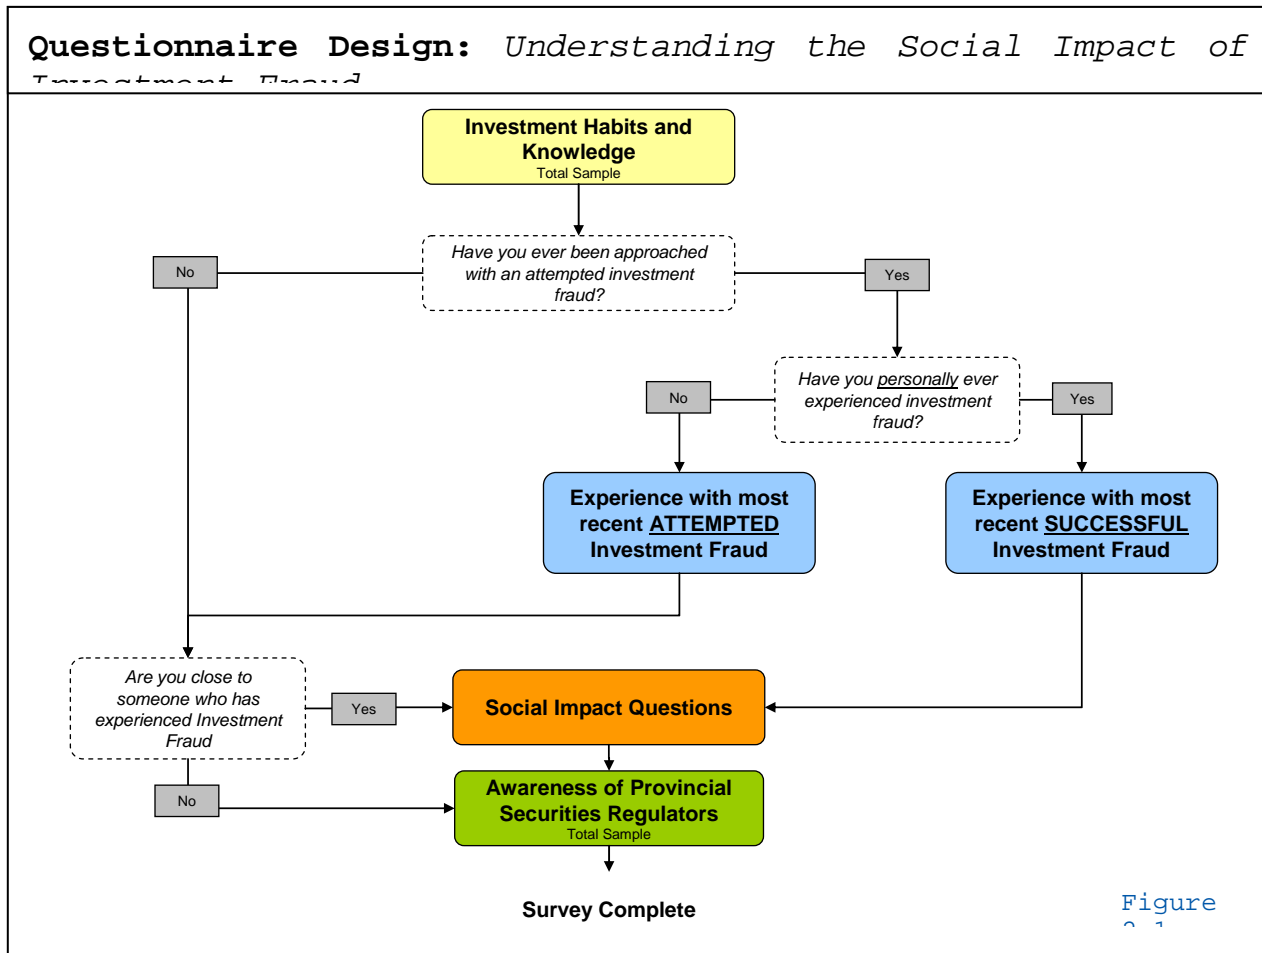 Questionnaire Design: Understanding the Social Impact of
Investment Fraud
Investment Habits and
Knowledge
Total Sample
Have you ever been approached
with an attempted investment
fraud?
No
Yes
Have you personally ever
experienced investment
fraud?
No
Yes
Experience with most
recent ATTEMPTED
Investment Fraud
Experience with most
recent SUCCESSFUL
Investment Fraud
Are you close to
someone who has
experienced Investment
Fraud
Yes
Social Impact Questions
No
Awareness of Provincial
Securities Regulators
Total Sample
Survey Complete
Figure